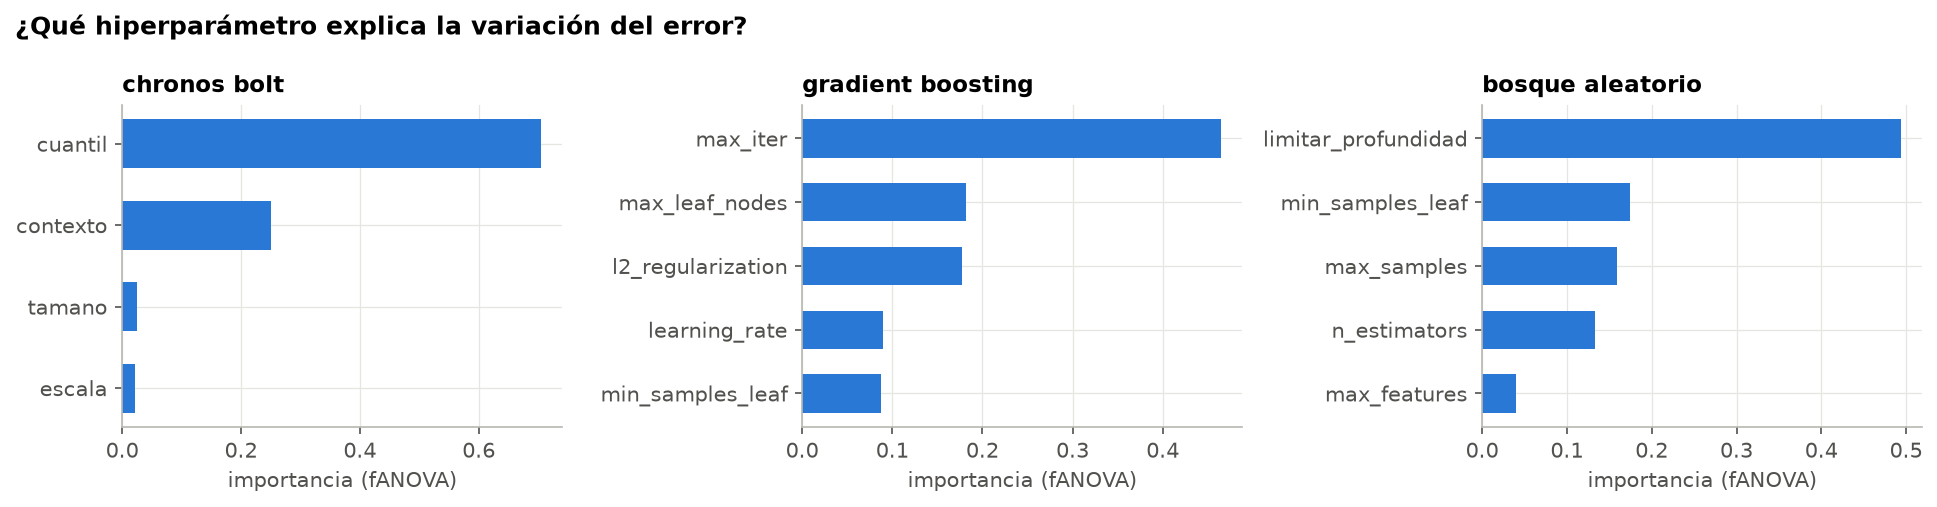 ¿Qué hiperparámetro explica la variación del error?
chronos bolt
cuantil
contexto
tamano
escala
0.0 0.2 0.4 0.6
importancia (fANOVA)
gradient boosting
max_iter
max_leaf_nodes
l2_regularization
learning_rate
min_samples_leaf
0.0 0.1 0.2 0.3 0.4
importancia (fANOVA)
bosque aleatorio
limitar_profundidad
min_samples_leaf
max_samples
n_estimators
max_features
0.0 0.1 0.2 0.3 0.4 0.5
importancia (fANOVA)